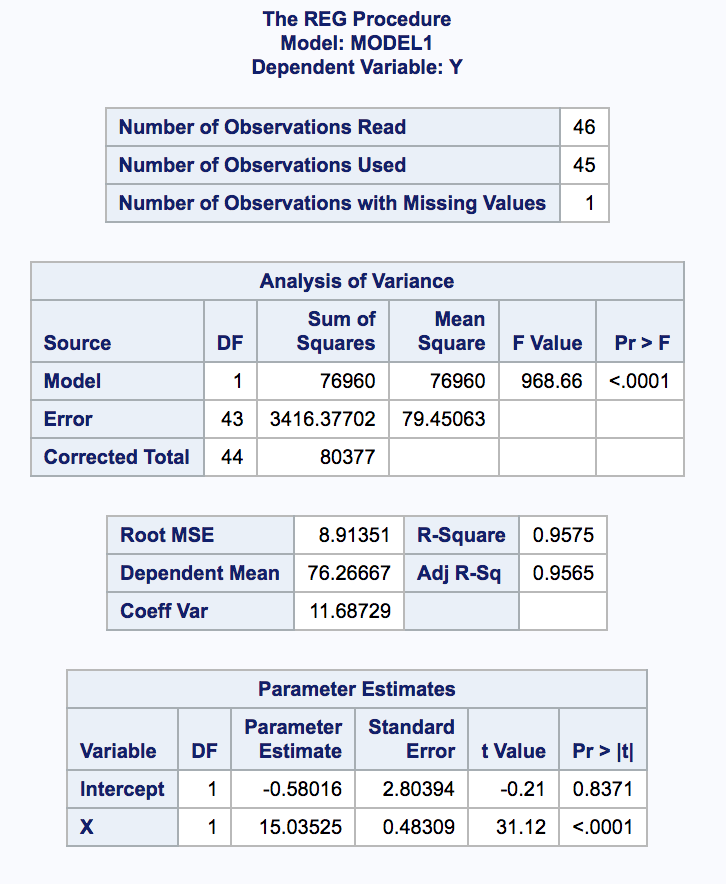 The REG Procedure
Model: MODEL1
Dependent Variable: Y
Number of Observations Read 46
Number of Observations Used 45
Number of Observations with Missing Values 1
Analysis of Variance
Source DF Sum of Squares Mean Square F Value Pr > F
Model 1 76960 76960 968.66 <.0001
Error 43 3416.37702 79.45063
Corrected Total 44 80377
Root MSE 8.91351 R-Square 0.9575
Dependent Mean 76.26667 Adj R-Sq 0.9565
Coeff Var 11.68729
Parameter Estimates
Variable DF Parameter Estimate Standard Error t Value Pr > |t|
Intercept 1 -0.58016 2.80394 -0.21 0.8371
X 1 15.03525 0.48309 31.12 <.0001